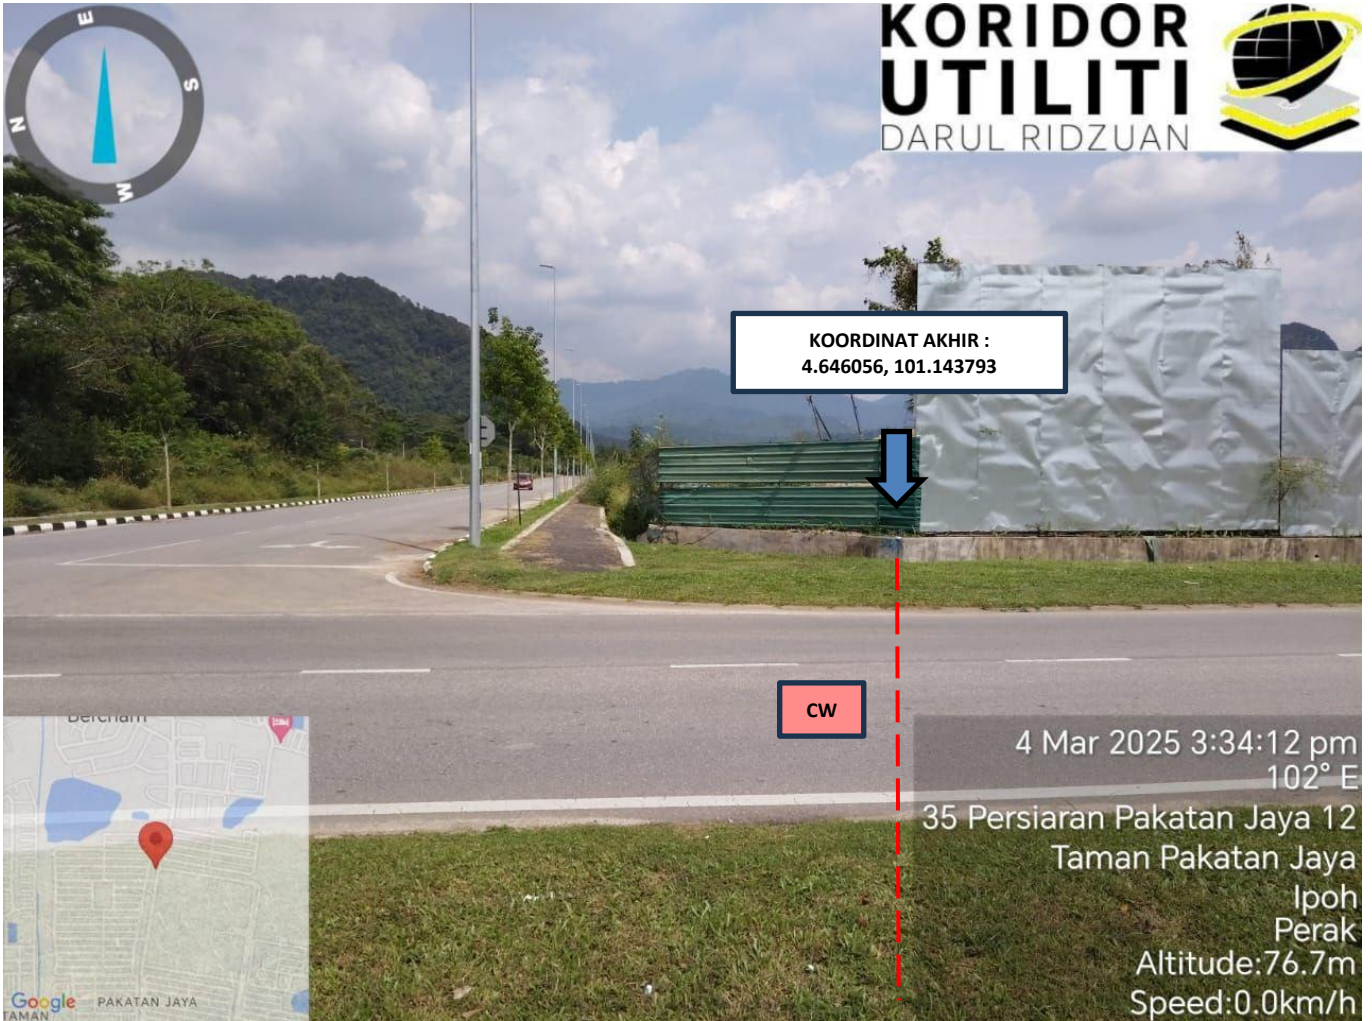 E
S
N
W
KORIDOR
UTILITI
DARUL RIDZUAN
KOORDINAT AKHIR :
4.646056, 101.143793
CW
Bercham
Google
PAKATAN JAYA
TAMAN
4 Mar 2025 3:34:12 pm
102° E
35 Persiaran Pakatan Jaya 12
Taman Pakatan Jaya
Ipoh
Perak
Altitude:76.7m
Speed:0.0km/h